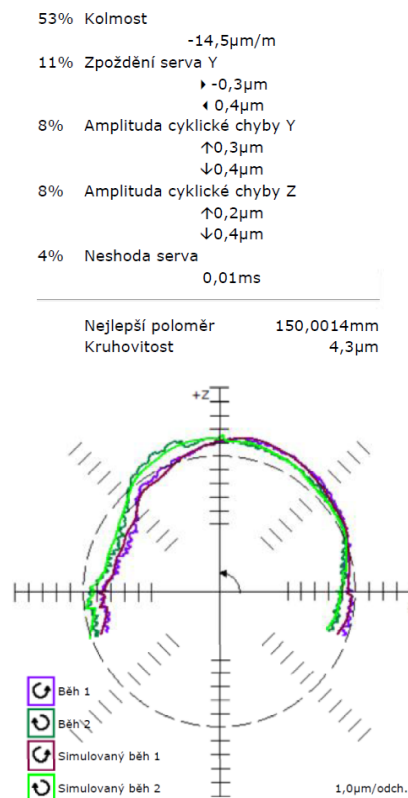 53% Kolmost
-14,5µm/m
11% Zpoždění serva Y
▸ -0,3µm
◂ 0,4µm
8% Amplituda cyklické chyby Y
↑0,3µm
↓0,4µm
8% Amplituda cyklické chyby Z
↑0,2µm
↓0,4µm
4% Neshoda serva
0,01ms
Nejlepší poloměr 150,0014mm
Kruhovitost 4,3µm
+Z
Běh 1
Běh 2
Simulovaný běh 1
Simulovaný běh 2
1,0µm/odch.